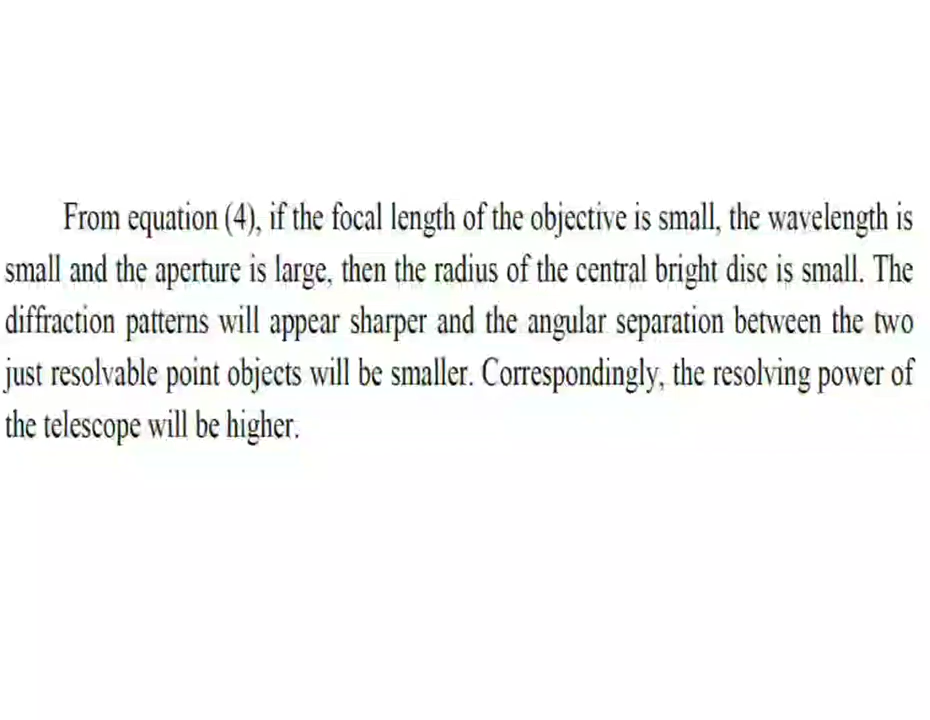 From equation (4), if the focal length of the objective is small, the wavelength is
small and the aperture is large, then the radius of the central bright disc is small. The
diffraction patterns will appear sharper and the angular separation between the two
just resolvable point objects will be smaller. Correspondingly, the resolving power of
the telescope will be higher.